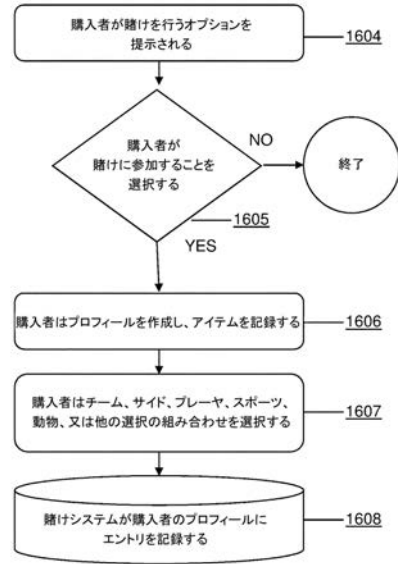 購入者が賭けを行うオプションを
提示される
1604
購入者が
賭けに参加することを
選択する
NO
終了
1605
YES
購入者はプロフィールを作成し、アイテムを記録する
1606
購入者はチーム、サイド、プレーヤ、スポーツ、
動物、又は他の選択の組み合わせを選択する
1607
賭けシステムが購入者のプロフィールに
エントリを記録する
1608